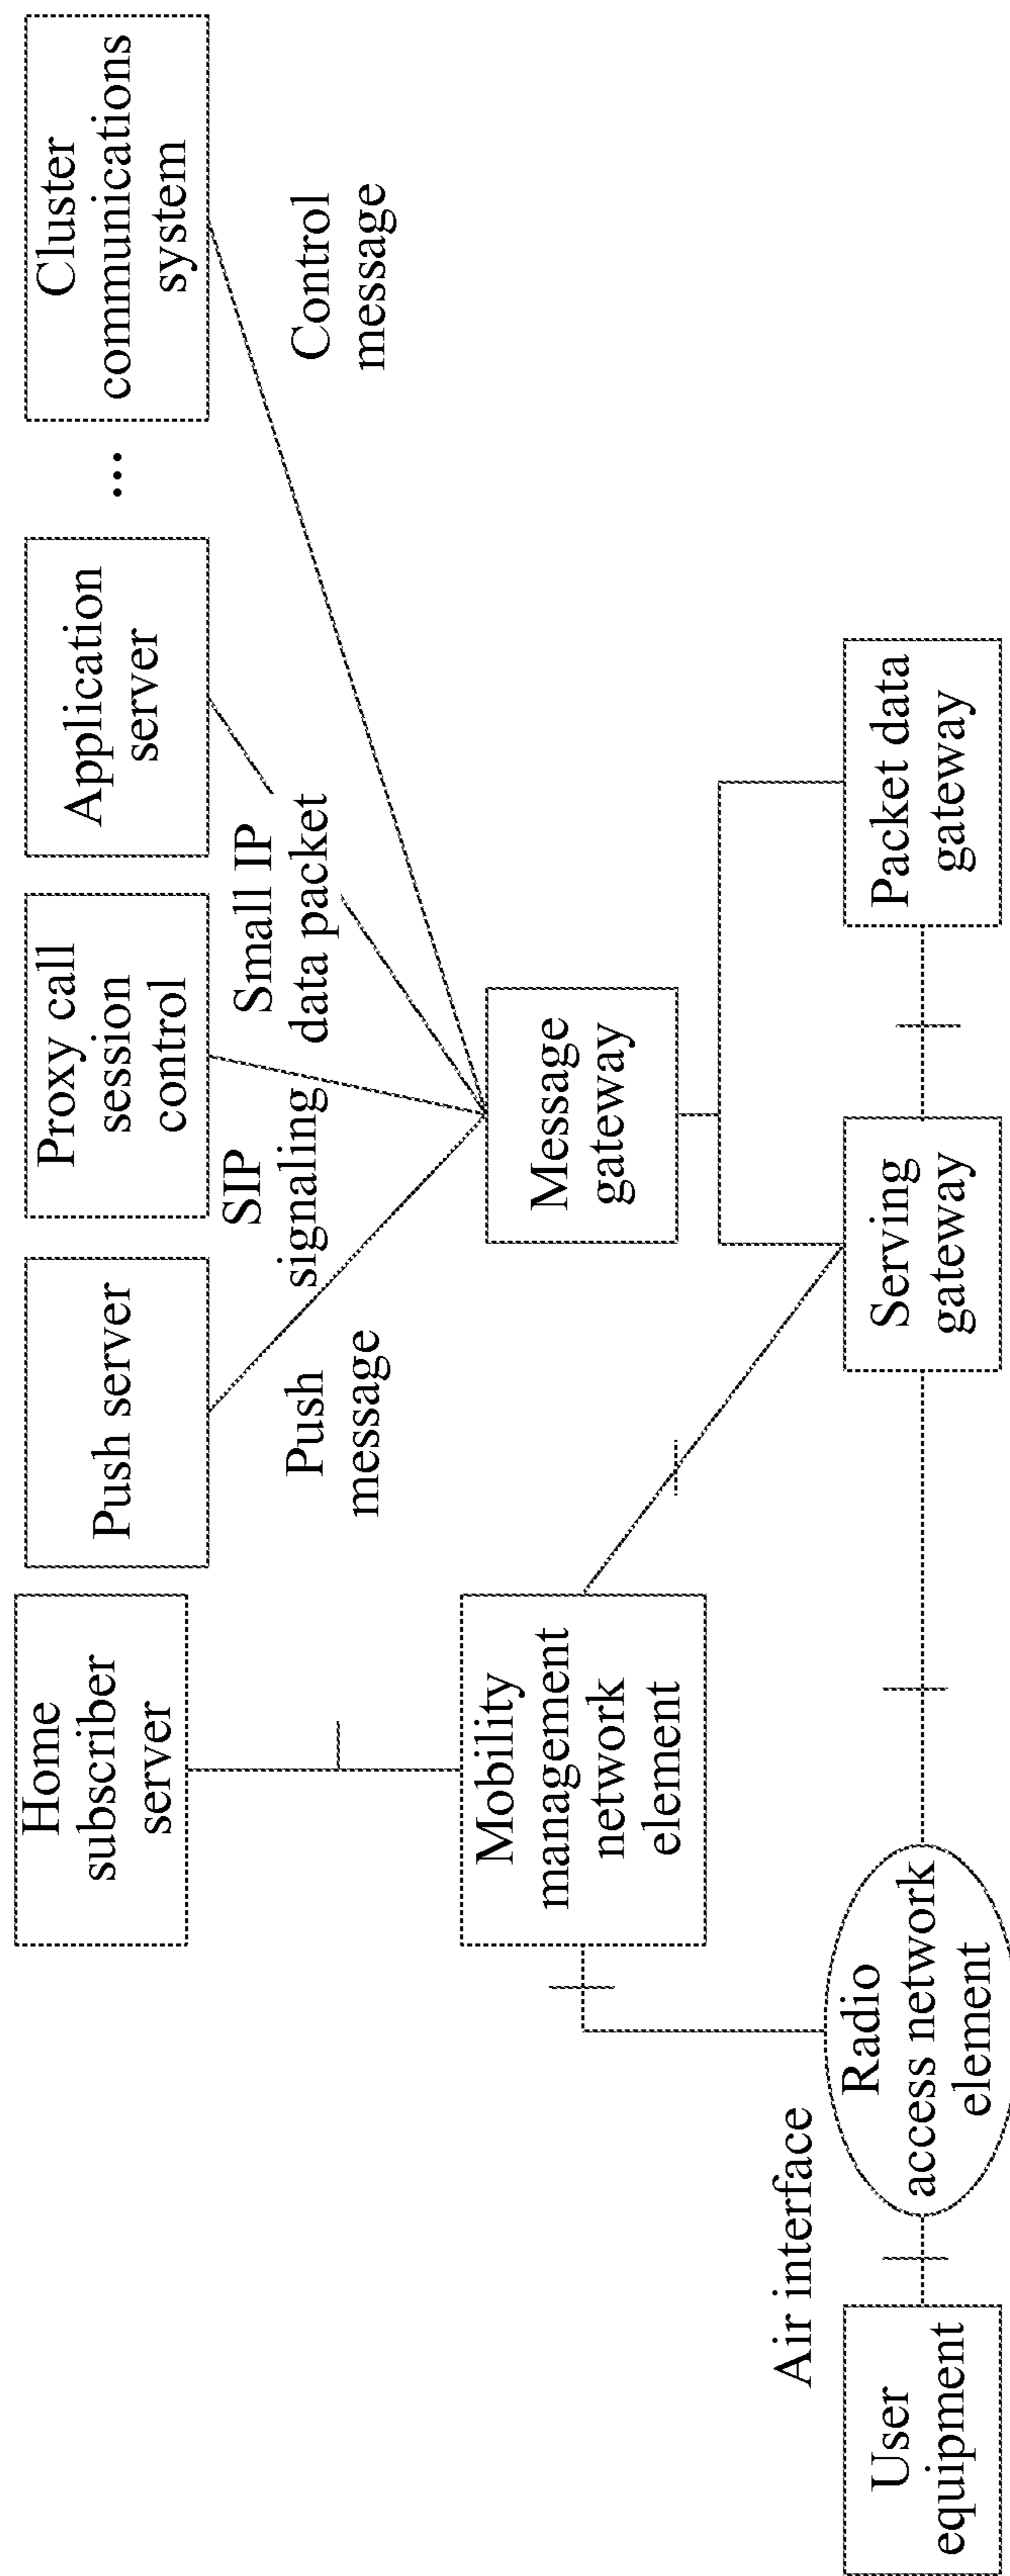 Home
subscriber
server
Push server
Proxy call
session
control
Application
server
...
Cluster
communications
system
Push
message
SIP
signaling
Small IP
data packet
Control
message
Mobility
management
network
element
Message
gateway
Air interface
User
equipment
Radio
access network
element
Serving
gateway
Packet data
gateway